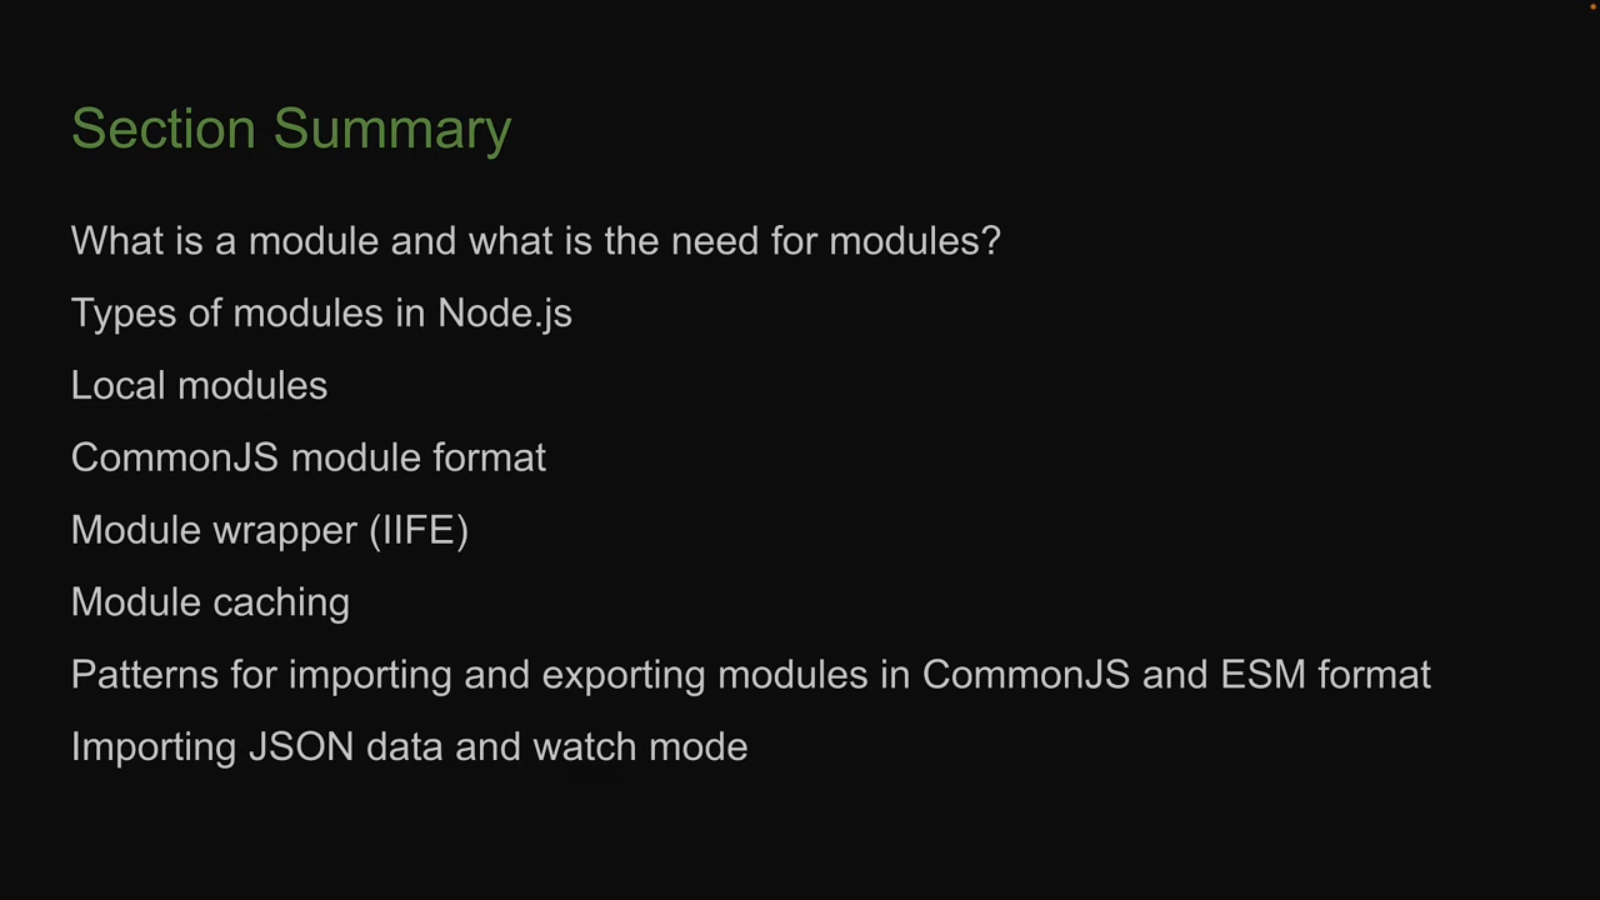 Section Summary
What is a module and what is the need for modules?
Types of modules in Node.js
Local modules
CommonJS module format
Module wrapper (IIFE)
Module caching
Patterns for importing and exporting modules in CommonJS and ESM format
Importing JSON data and watch mode